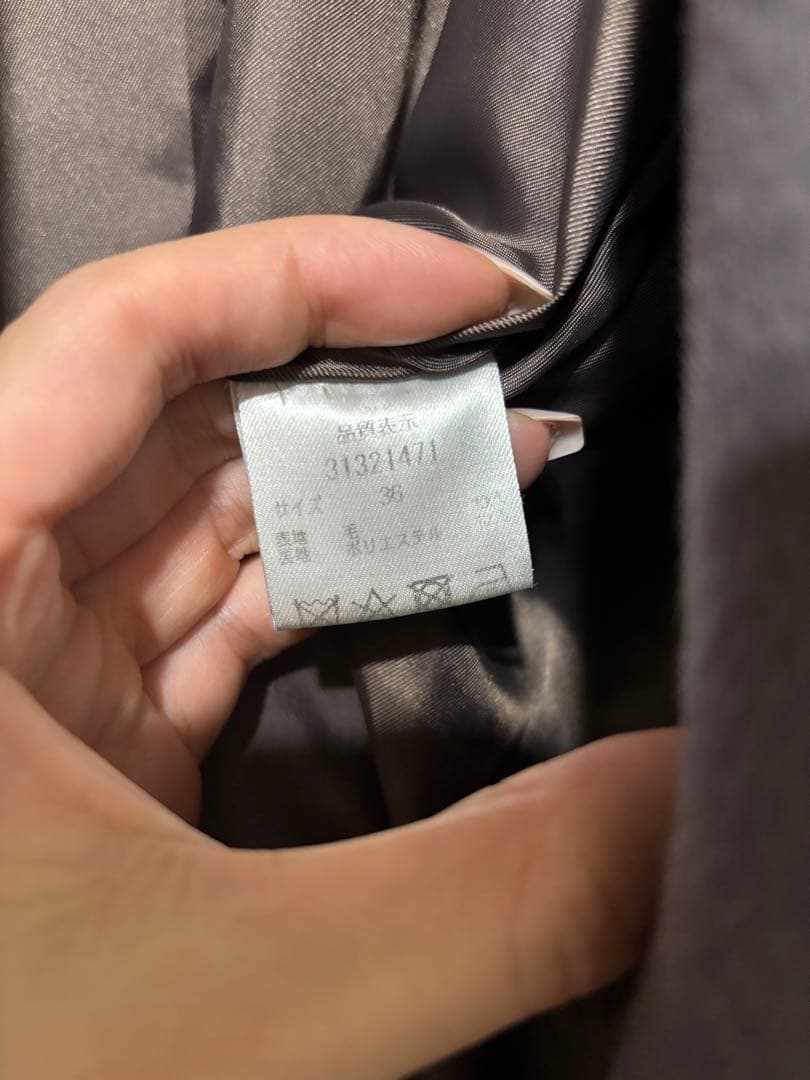 品質表示
31321471
サイズ 36
表地 毛
裏地 ポリエステル